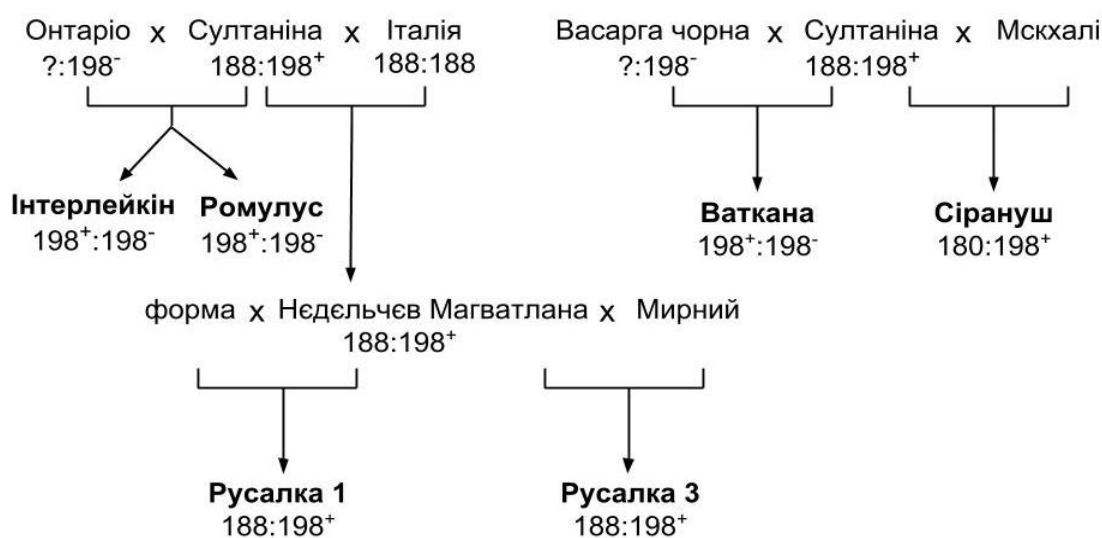 Онтаріо х Султаніна х Італія
?:198⁻ 188:198⁺ 188:188
Васарга чорна х Султаніна х Мскхалі
?:198⁻ 188:198⁺
Інтерлейкін Ромулус
198⁺:198⁻ 198⁺:198⁻
Ваткана Сірануш
198⁺:198⁻ 180:198⁺
форма х Нєдєльчєв Магватлана х Мирний
188:198⁺
Русалка 1 Русалка 3
188:198⁺ 188:198⁺